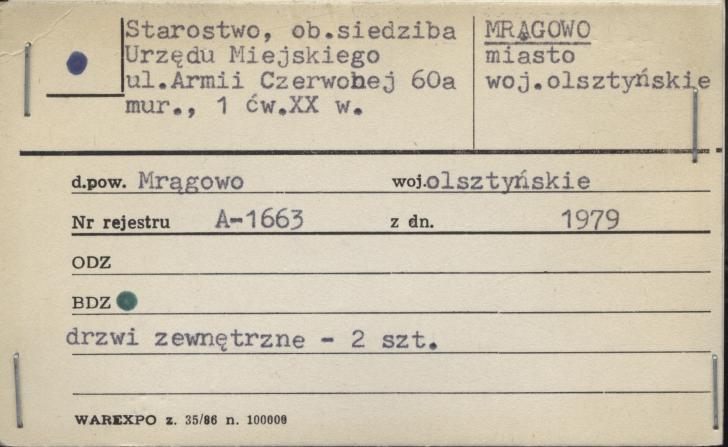 Starostwo, ob.siedziba
Urzędu Miejskiego
ul.Armii Czerwonej 60a
mur., 1 ćw.XX w.
MRĄGOWO
miasto
woj.olsztyńskie
d.pow. Mrągowo woj.olsztyńskie
Nr rejestru A-1663 z dn. 1979
ODZ
BDZ
drzwi zewnętrzne - 2 szt.
WAREXPO z. 35/86 n. 100000